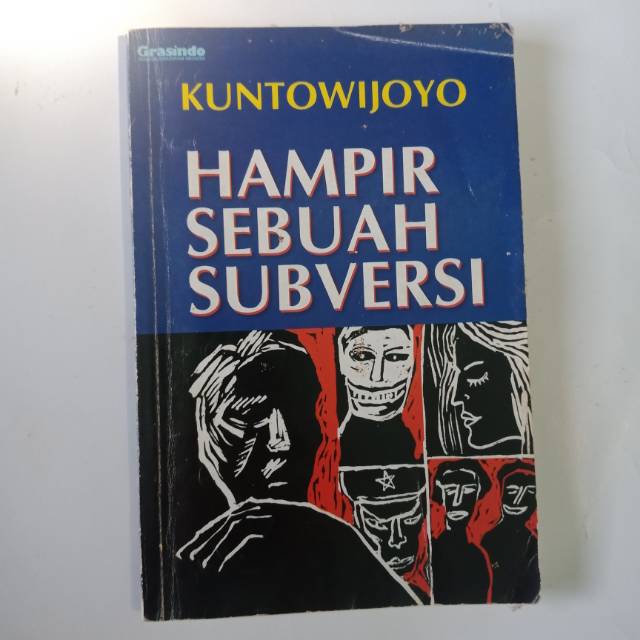 Grasindo
KUNTOWIJOYO
HAMPIR
SEBUAH
SUBVERSI